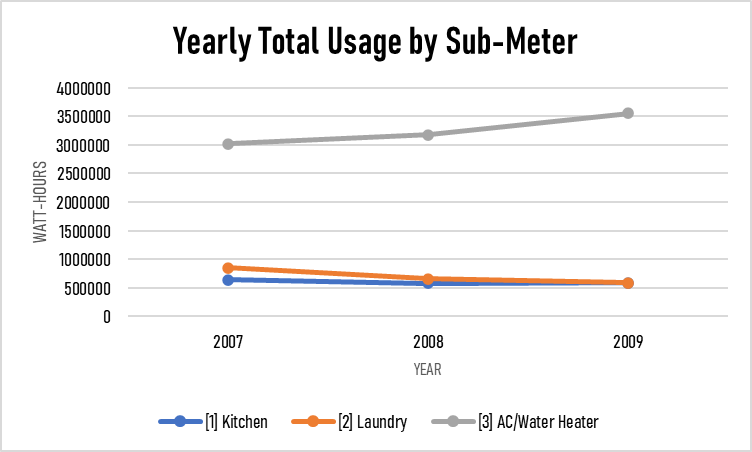 Yearly Total Usage by Sub-Meter
4000000
3500000
3000000
2500000
2000000
1500000
1000000
500000
0
WATT-HOURS
2007 2008 2009
YEAR
[1] Kitchen [2] Laundry [3] AC/Water Heater